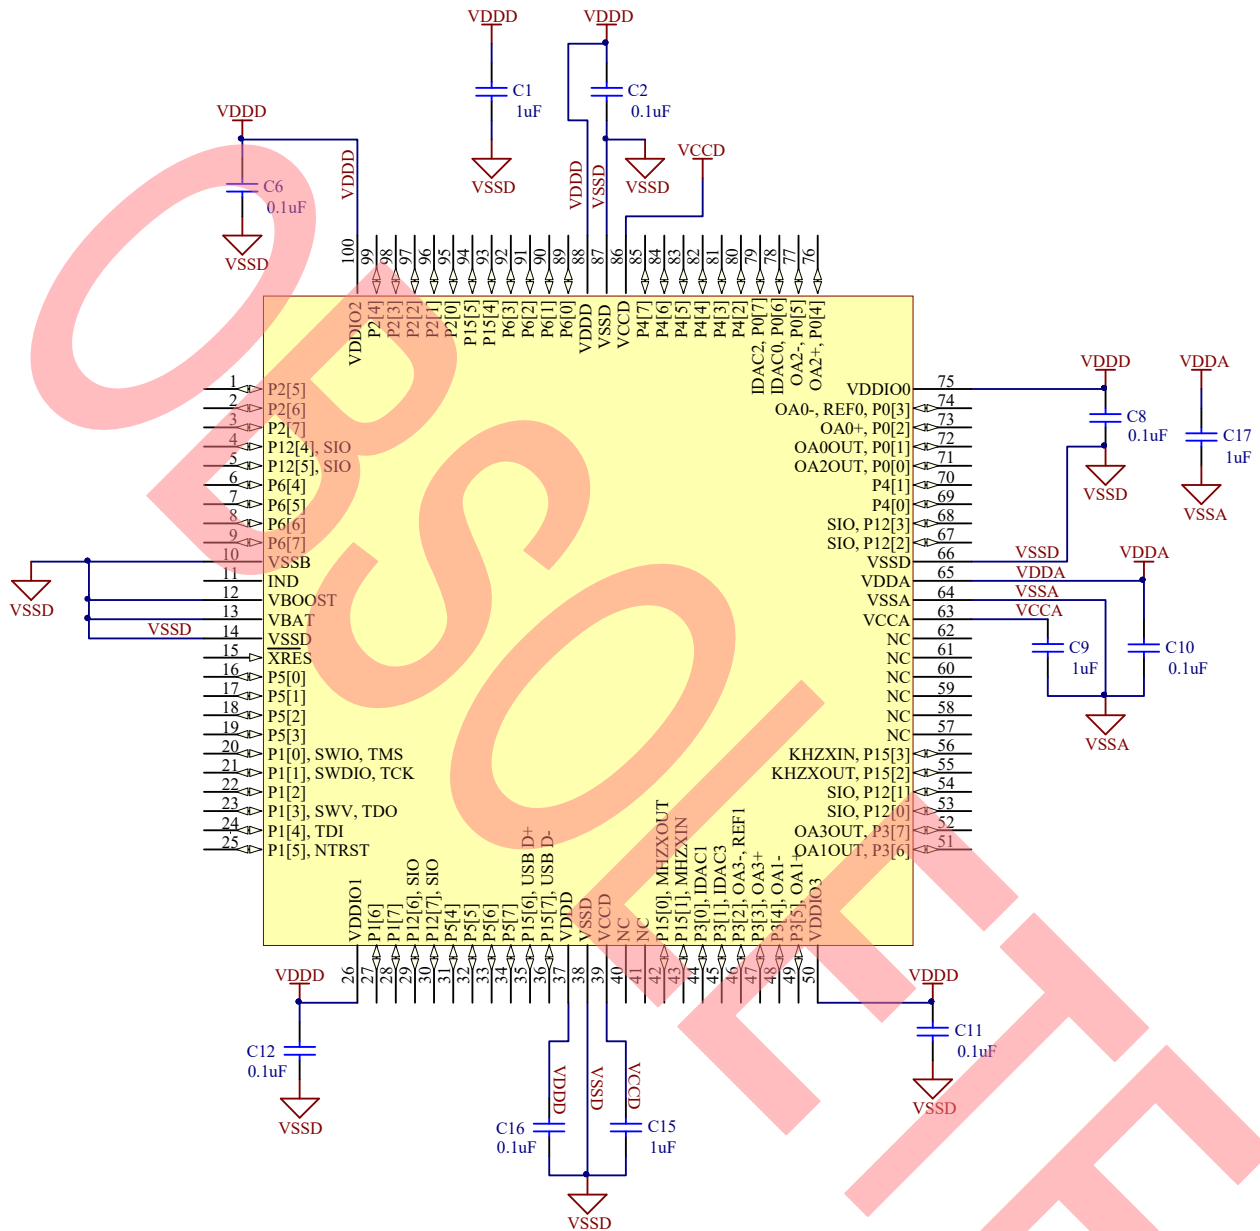 VDDD
VDDD
C1
1uF
C2
0.1uF
VDDD
VCCD
VSSD
VSSD
C6
0.1uF
VSSD
VDDD
VDDD
VSSD
100
99
98
97
96
95
94
93
92
91
90
89
88
87
86
85
84
83
82
81
80
79
78
77
76
VDDIO2
P2[4]
P2[3]
P2[2]
P2[1]
P2[0]
P15[5]
P15[4]
P6[3]
P6[2]
P6[1]
P6[0]
VDDD
VSSD
VCCD
P4[7]
P4[6]
P4[5]
P4[4]
P4[3]
P4[2]
IDAC2, P0[7]
IDAC0, P0[6]
OA2-, P0[5]
OA2+, P0[4]
1 P2[5]
2 P2[6]
3 P2[7]
4 P12[4], SIO
5 P12[5], SIO
6 P6[4]
7 P6[5]
8 P6[6]
9 P6[7]
10 VSSB
11 IND
12 VBOOST
13 VBAT
VSSD 14 VSSD
15 XRES
16 P5[0]
17 P5[1]
18 P5[2]
19 P5[3]
20 P1[0], SWIO, TMS
21 P1[1], SWDIO, TCK
22 P1[2]
23 P1[3], SWV, TDO
24 P1[4], TDI
25 P1[5], NTRST
VSSD
VDDIO0 75
OA0-, REF0, P0[3] 74
OA0+, P0[2] 73
OA0OUT, P0[1] 72
OA2OUT, P0[0] 71
P4[1] 70
P4[0] 69
SIO, P12[3] 68
SIO, P12[2] 67
VSSD 66 VSSD
VDDA 65 VDDA
VSSA 64 VSSA
VCCA 63 VCCA
NC 62
NC 61
NC 60
NC 59
NC 58
NC 57
KHZXIN, P15[3] 56
KHZXOUT, P15[2] 55
SIO, P12[1] 54
SIO, P12[0] 53
OA3OUT, P3[7] 52
OA1OUT, P3[6] 51
VDDD
C8
0.1uF
VSSD
VDDA
C17
1uF
VSSA
VDDA
C9
1uF
C10
0.1uF
VSSA
VDDIO1
P1[6]
P1[7]
P12[6], SIO
P12[7], SIO
P5[4]
P5[5]
P5[6]
P5[7]
P15[6], USB D+
P15[7], USB D-
VDDD
VSSD
VCCD
NC
NC
P15[0], MHZXOUT
P15[1], MHZXIN
P3[0], IDAC1
P3[1], IDAC3
P3[2], OA3-, REF1
P3[3], OA3+
P3[4], OA1-
P3[5], OA1+
VDDIO3
26
27
28
29
30
31
32
33
34
35
36
37
38
39
40
41
42
43
44
45
46
47
48
49
50
VDDD
C12
0.1uF
VSSD
VDDD
VSSD
VCCD
C16
0.1uF
C15
1uF
VSSD
VDDD
C11
0.1uF
VSSD
OBSOLETE